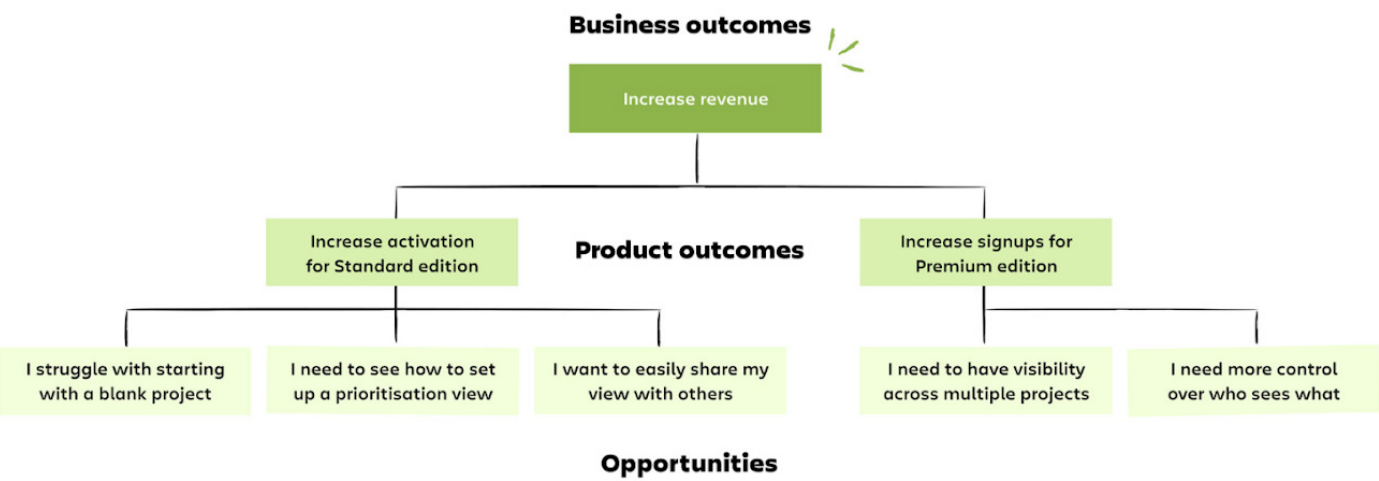 Business outcomes
Increase revenue
Increase activation
for Standard edition
Product outcomes
Increase signups for
Premium edition
I struggle with starting
with a blank project
I need to see how to set
up a prioritisation view
I want to easily share my
view with others
I need to have visibility
across multiple projects
I need more control
over who sees what
Opportunities